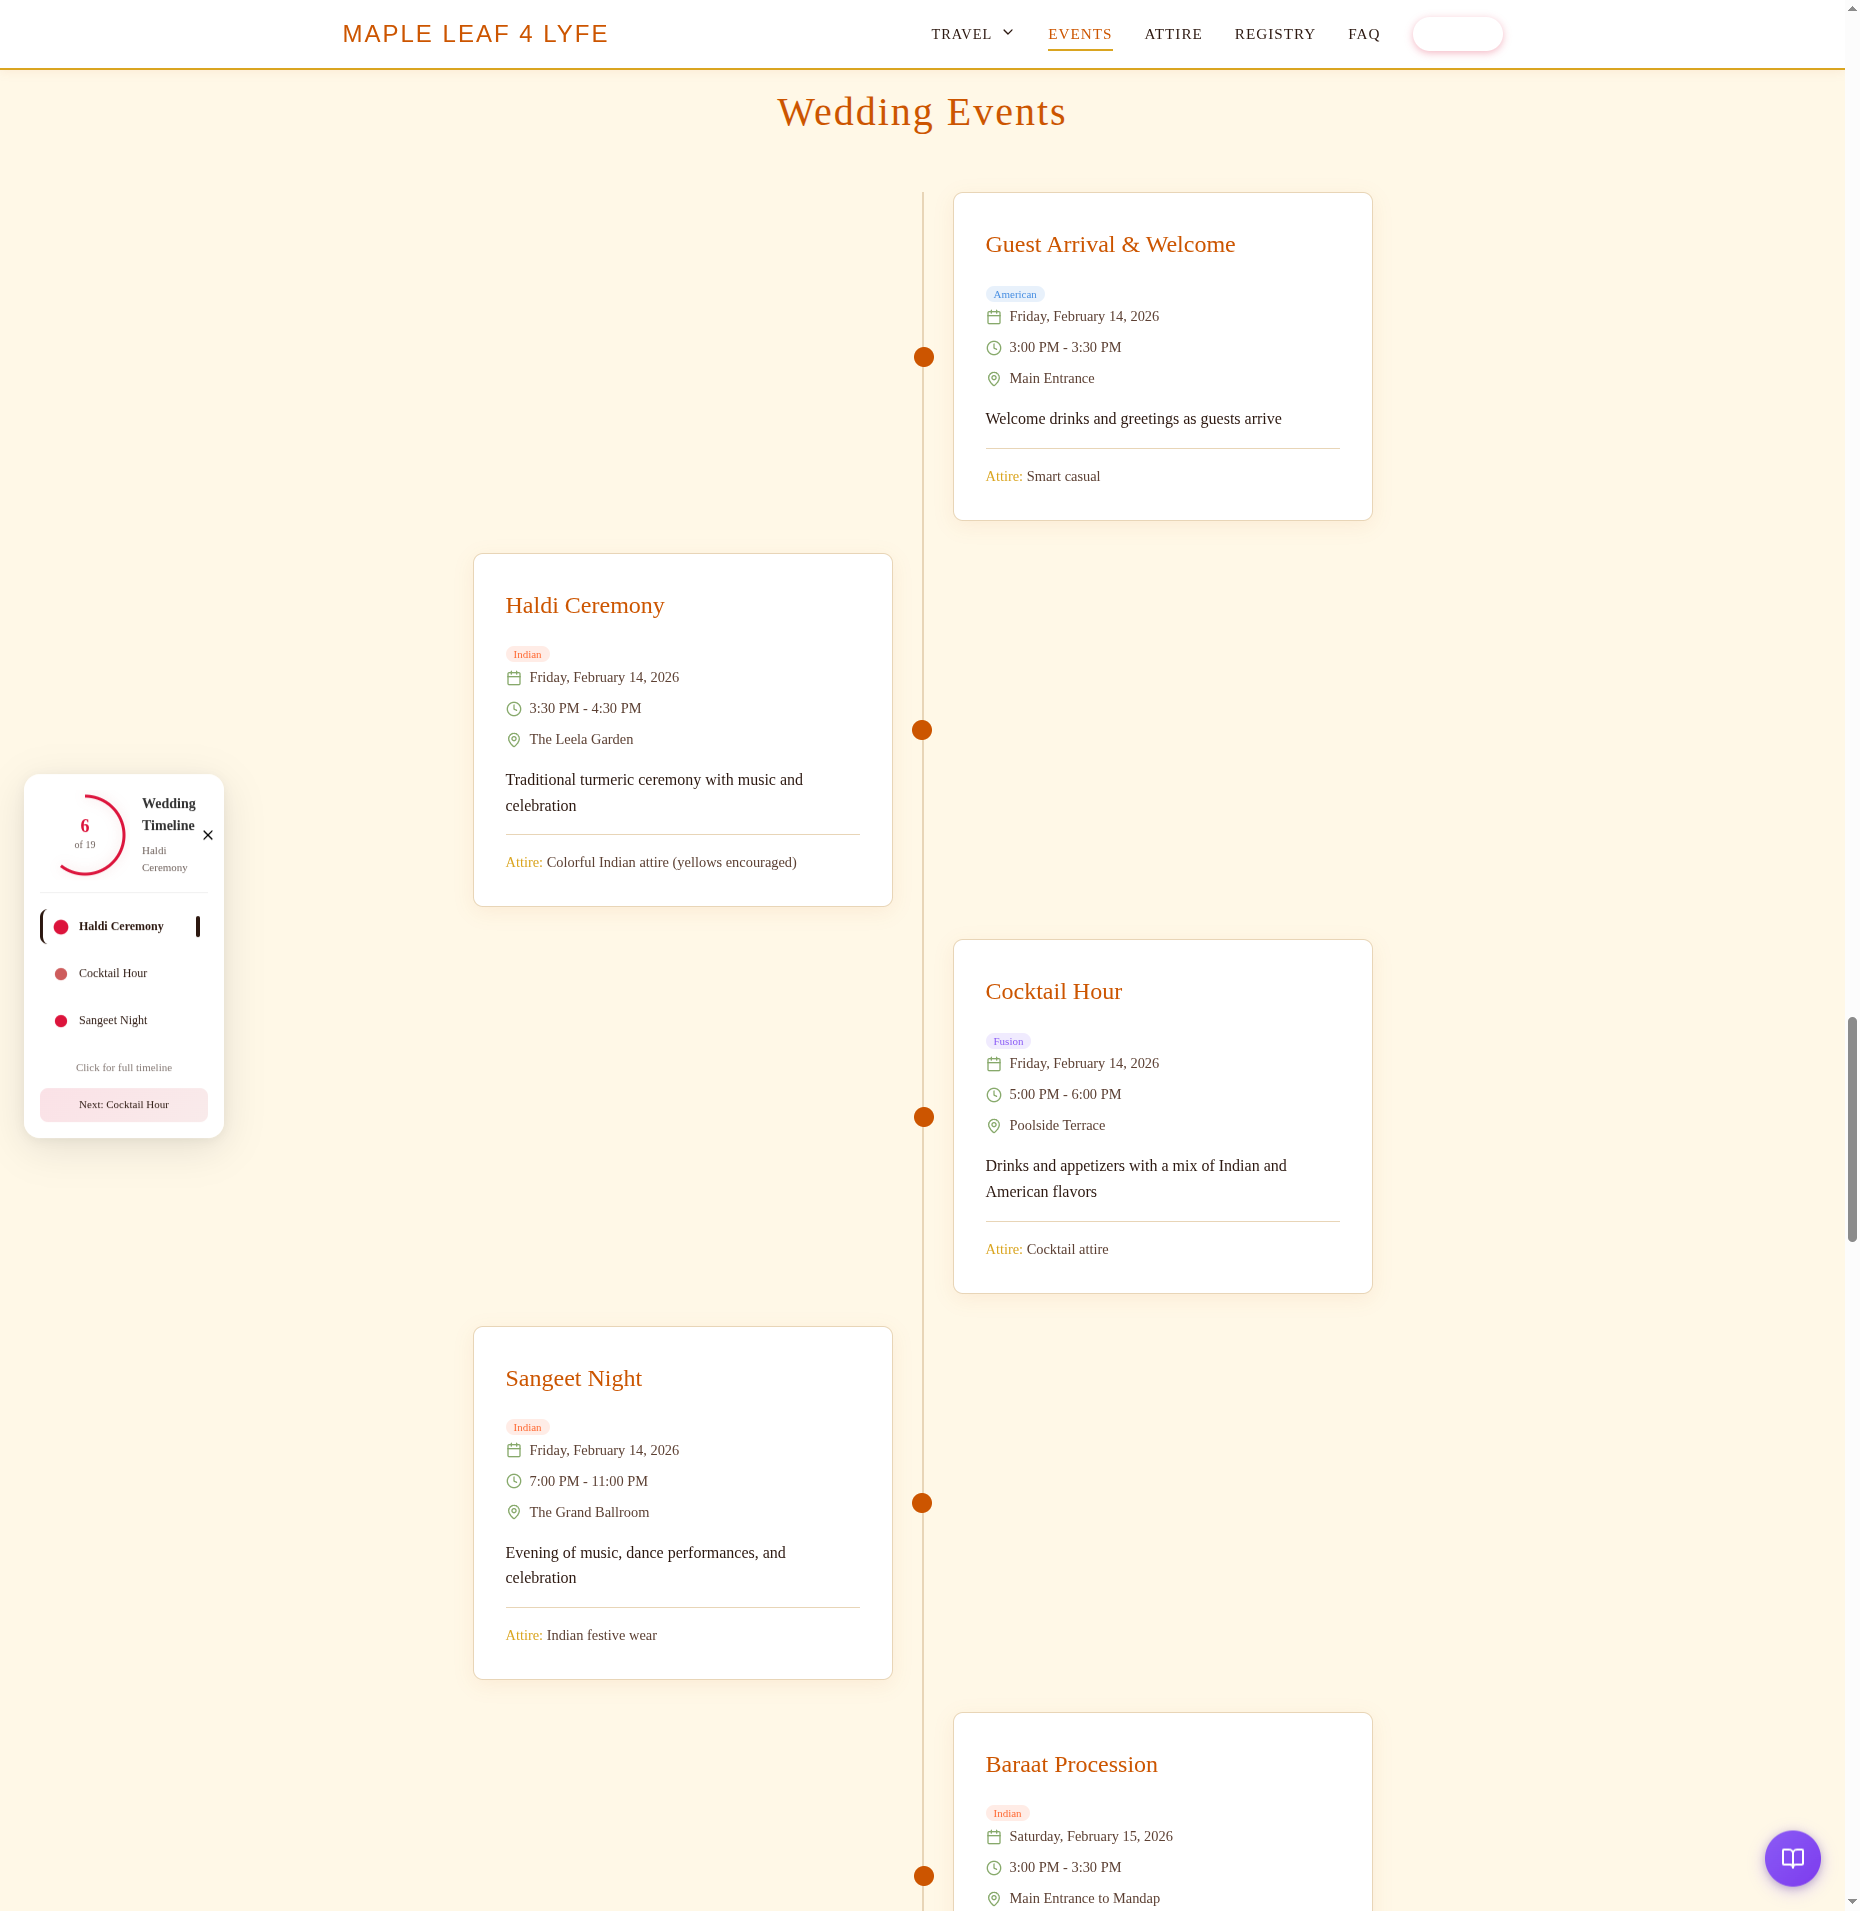 MAPLE LEAF 4 LYFE
TRAVEL
EVENTS
ATTIRE
REGISTRY
FAQ
Wedding Events
Guest Arrival & Welcome
American
Friday, February 14, 2026
3:00 PM - 3:30 PM
Main Entrance
Welcome drinks and greetings as guests arrive
Attire: Smart casual
Haldi Ceremony
Indian
Friday, February 14, 2026
3:30 PM - 4:30 PM
The Leela Garden
Traditional turmeric ceremony with music and
celebration
Attire: Colorful Indian attire (yellows encouraged)
6
of 19
Wedding
Timeline
Haldi
Ceremony
Haldi Ceremony
Cocktail Hour
Sangeet Night
Click for full timeline
Next: Cocktail Hour
Cocktail Hour
Fusion
Friday, February 14, 2026
5:00 PM - 6:00 PM
Poolside Terrace
Drinks and appetizers with a mix of Indian and
American flavors
Attire: Cocktail attire
Sangeet Night
Indian
Friday, February 14, 2026
7:00 PM - 11:00 PM
The Grand Ballroom
Evening of music, dance performances, and
celebration
Attire: Indian festive wear
Baraat Procession
Indian
Saturday, February 15, 2026
3:00 PM - 3:30 PM
Main Entrance to Mandap